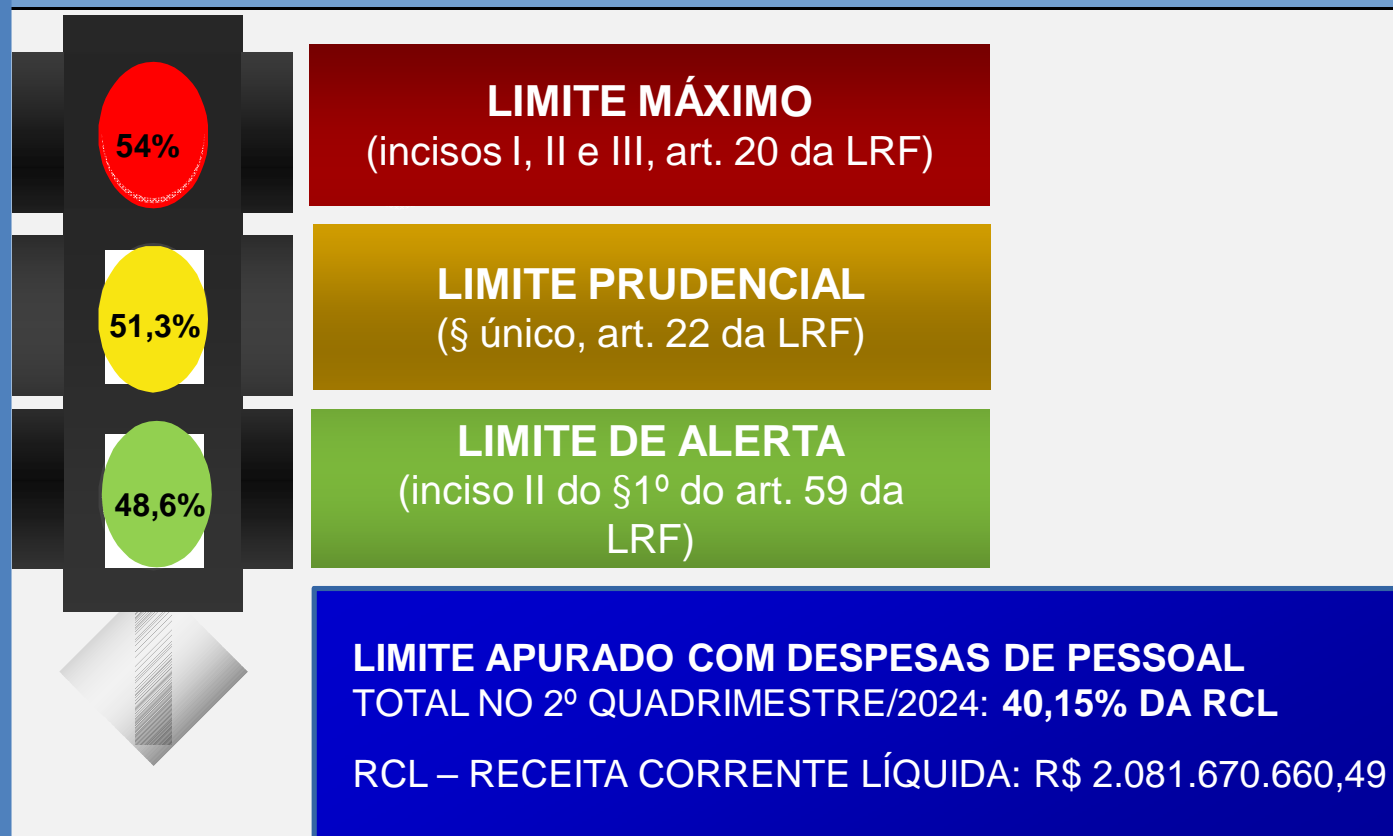 54%
LIMITE MÁXIMO
(incisos I, II e III, art. 20 da LRF)
51,3%
LIMITE PRUDENCIAL
(§ único, art. 22 da LRF)
48,6%
LIMITE DE ALERTA
(inciso II do §1º do art. 59 da
LRF)
LIMITE APURADO COM DESPESAS DE PESSOAL
TOTAL NO 2º QUADRIMESTRE/2024: 40,15% DA RCL
RCL – RECEITA CORRENTE LÍQUIDA: R$ 2.081.670.660,49